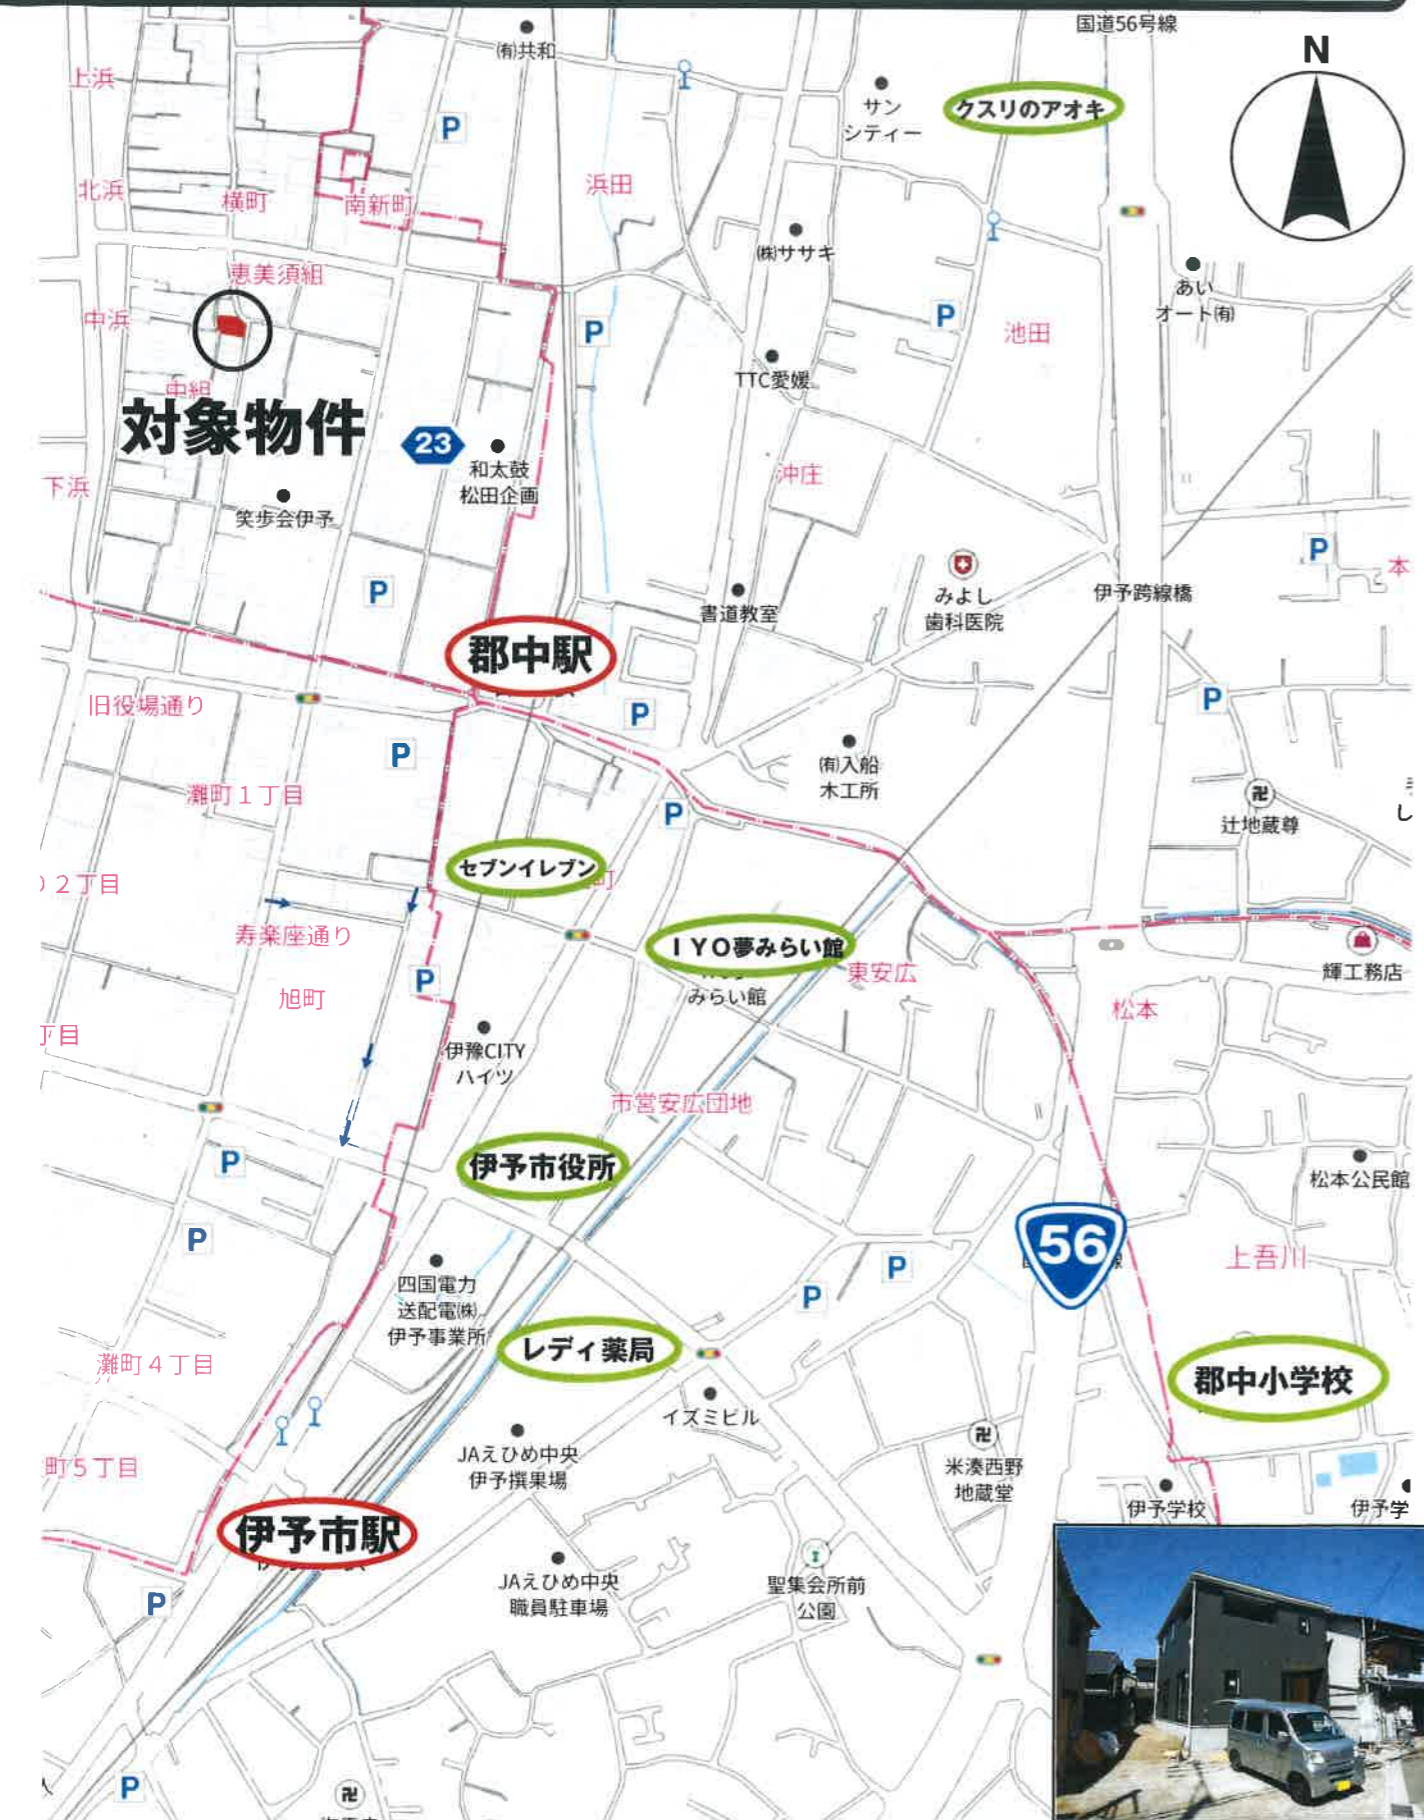 国道56号線
N
㈲共和
上浜
P
サン
シティー
クスリのアオキ
北浜
横町
南新町
浜田
㈱ササキ
恵美須組
あい
オート㈲
中浜
P
P
池田
TTC愛媛
中組
対象物件
23
和太鼓
松田企画
下浜
沖庄
笑歩会伊予
P
本
P
書道教室
みよし
歯科医院
伊予跨線橋
郡中駅
旧役場通り
P
P
P
㈲入船
木工所
灘町1丁目
P
辻地蔵尊
し
セブンイレブン
町
2丁目
寿楽座通り
IYO夢みらい館
みらい館
東安広
輝工務店
P
旭町
松本
丁目
伊豫CITY
ハイツ
市営安広団地
P
伊予市役所
松本公民館
P
56
上吾川
四国電力
送配電㈱
伊予事業所
P
P
レディ薬局
灘町4丁目
郡中小学校
イズミビル
町5丁目
JAえひめ中央
伊予撰果場
米湊西野
地蔵堂
伊予学校
伊予学
伊予市駅
JAえひめ中央
職員駐車場
聖集会所前
公園
P
P